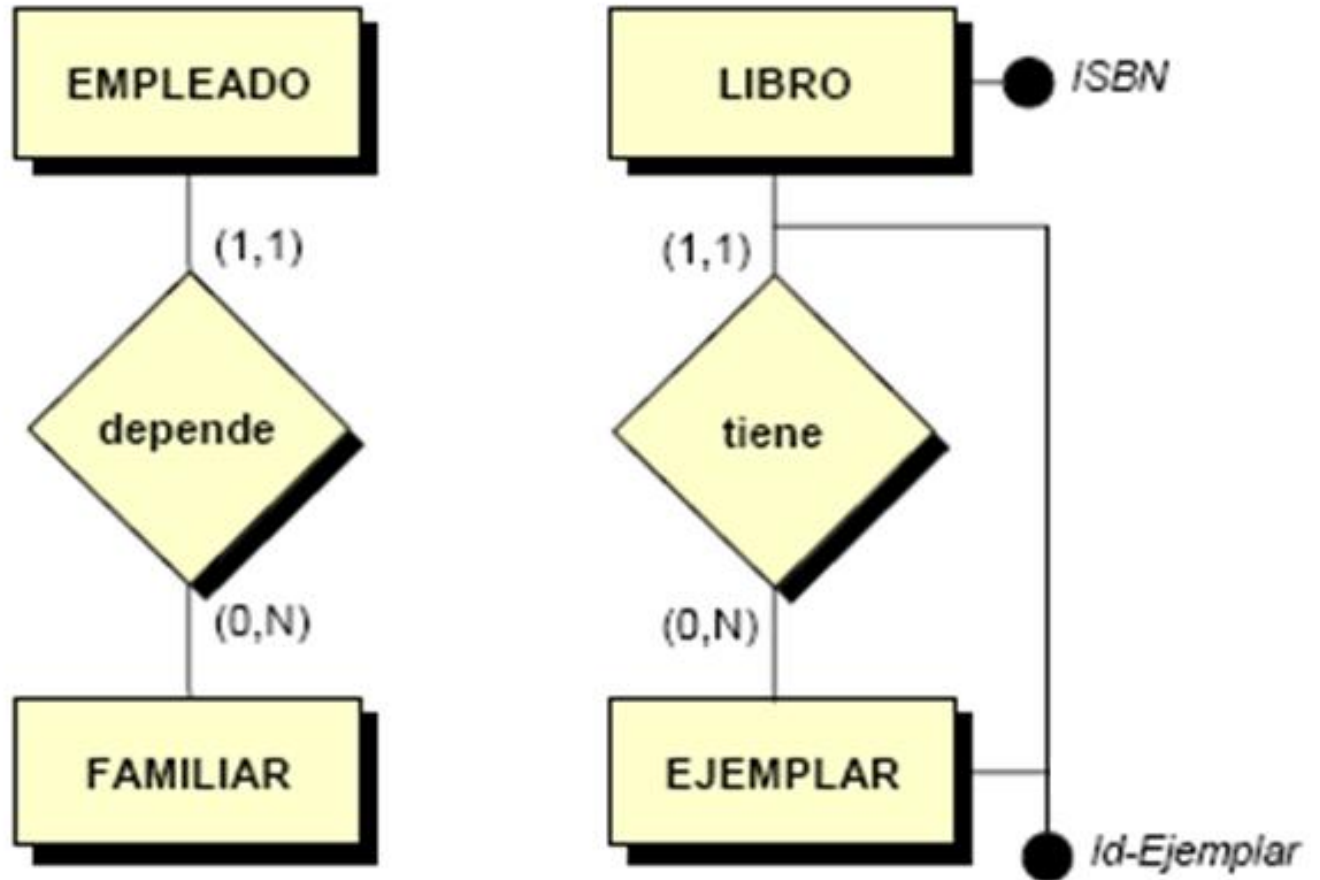 EMPLEADO
(1,1)
depende
(0,N)
FAMILIAR
LIBRO
ISBN
(1,1)
tiene
(0,N)
EJEMPLAR
Id-Ejemplar